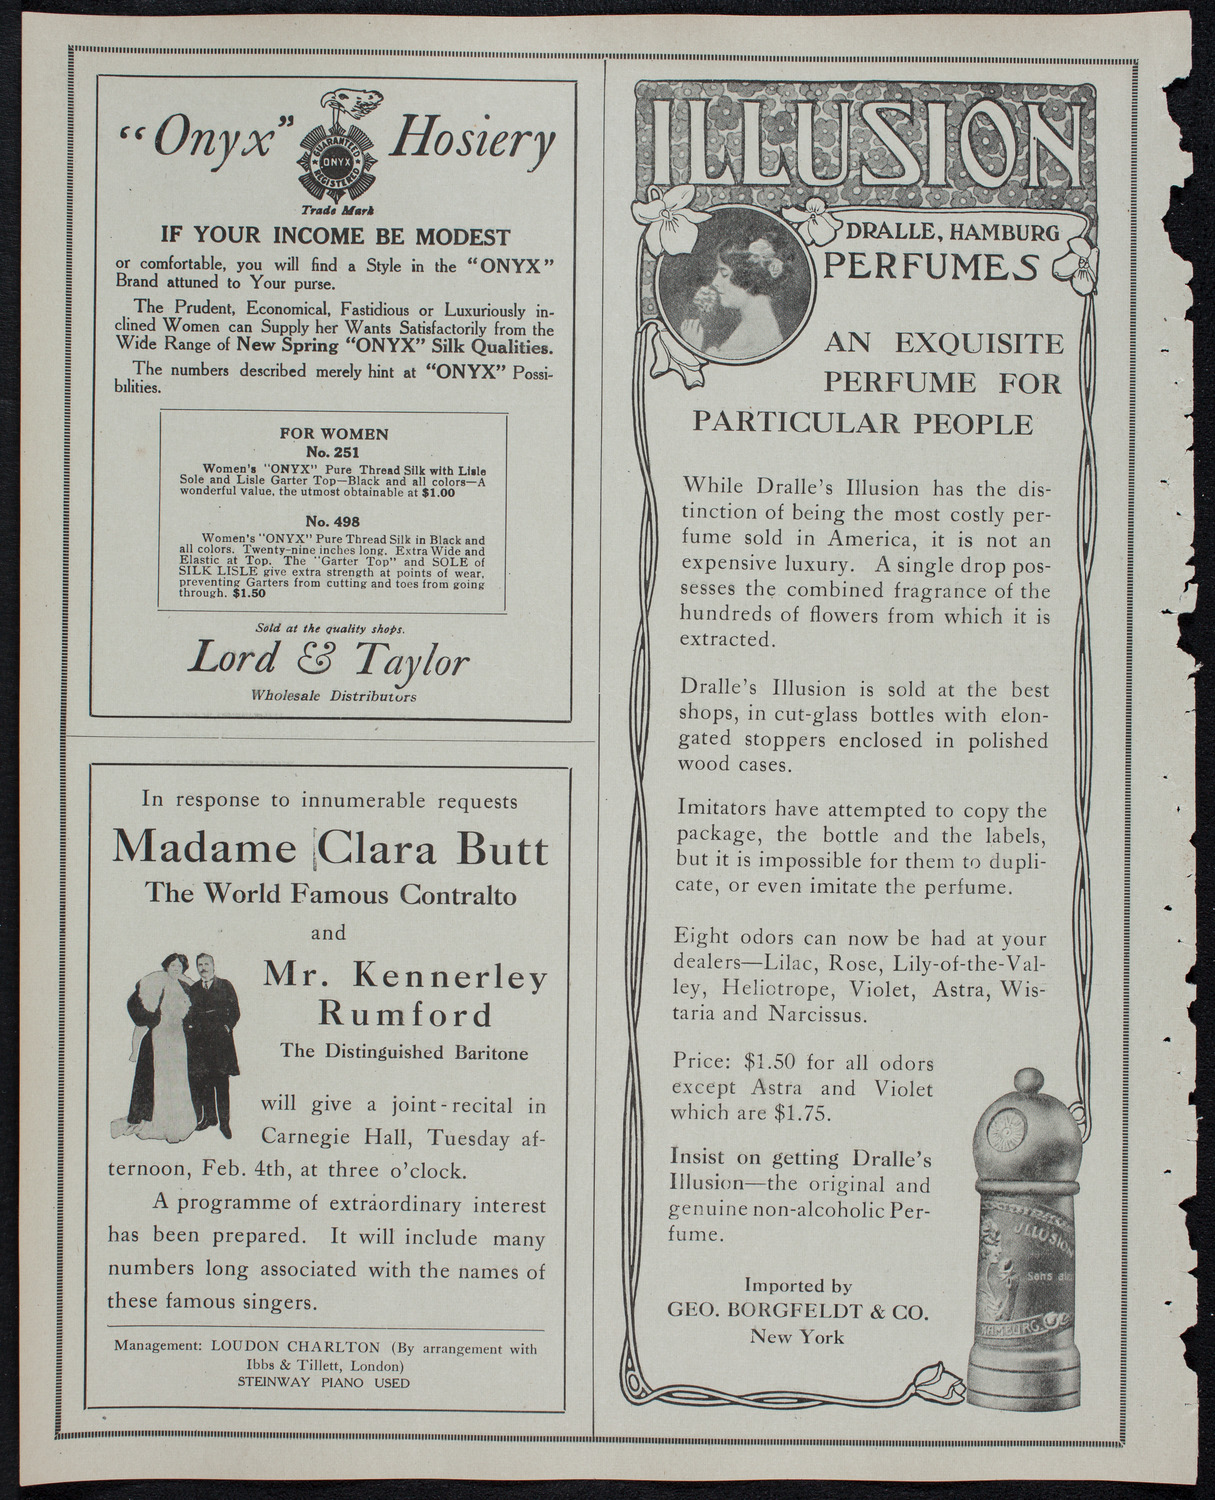 "Onyx" Hosiery
GUARANTEED
ONYX
REGISTERED
Trade Mark
IF YOUR INCOME BE MODEST
or comfortable, you will find a Style in the "ONYX"
Brand attuned to Your purse.
The Prudent, Economical, Fastidious or Luxuriously in-
clined Women can Supply her Wants Satisfactorily from the
Wide Range of New Spring "ONYX" Silk Qualities.
The numbers described merely hint at "ONYX" Possi-
bilities.
FOR WOMEN
No. 251
Women's "ONYX" Pure Thread Silk with Lisle
Sole and Lisle Garter Top—Black and all colors—A
wonderful value, the utmost obtainable at $1.00
No. 498
Women's "ONYX" Pure Thread Silk in Black and
all colors. Twenty-nine inches long. Extra Wide and
Elastic at Top. The "Garter Top" and SOLE of
SILK LISLE give extra strength at points of wear,
preventing Garters from cutting and toes from going
through. $1.50
Sold at the quality shops.
Lord & Taylor
Wholesale Distributors
In response to innumerable requests
Madame Clara Butt
The World Famous Contralto
and
Mr. Kennerley
Rumford
The Distinguished Baritone
will give a joint-recital in
Carnegie Hall, Tuesday af-
ternoon, Feb. 4th, at three o'clock.
A programme of extraordinary interest
has been prepared. It will include many
numbers long associated with the names of
these famous singers.
Management: LOUDON CHARLTON (By arrangement with
Ibbs & Tillett, London)
STEINWAY PIANO USED
ILLUSION
DRALLE, HAMBURG
PERFUMES
AN EXQUISITE
PERFUME FOR
PARTICULAR PEOPLE
While Dralle's Illusion has the dis-
tinction of being the most costly per-
fume sold in America, it is not an
expensive luxury. A single drop pos-
sesses the combined fragrance of the
hundreds of flowers from which it is
extracted.
Dralle's Illusion is sold at the best
shops, in cut-glass bottles with elon-
gated stoppers enclosed in polished
wood cases.
Imitators have attempted to copy the
package, the bottle and the labels,
but it is impossible for them to dupli-
cate, or even imitate the perfume.
Eight odors can now be had at your
dealers—Lilac, Rose, Lily-of-the-Val-
ley, Heliotrope, Violet, Astra, Wis-
taria and Narcissus.
Price: $1.50 for all odors
except Astra and Violet
which are $1.75.
Insist on getting Dralle's
Illusion—the original and
genuine non-alcoholic Per-
fume.
Imported by
GEO. BORGFELDT & CO.
New York
ILLUSION
Sans
HAMBURG